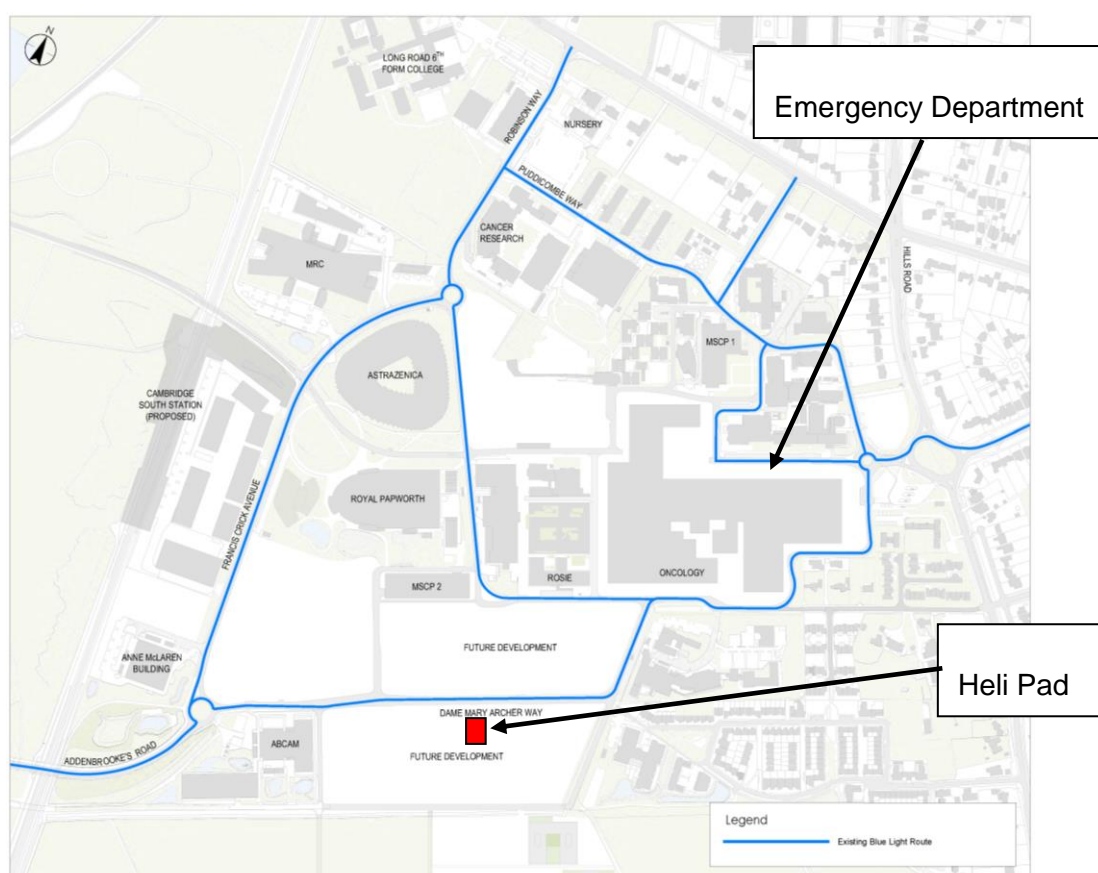 N
LONG ROAD 6TH
FORM COLLEGE
Emergency Department
ROBINSON WAY
NURSERY
PUDDICOMBE WAY
CANCER
RESEARCH
HILLS ROAD
MRC
MSCP 1
ASTRAZENICA
CAMBRIDGE
SOUTH STATION
(PROPOSED)
FRANCIS CRICK AVENUE
ROYAL PAPWORTH
MSCP 2
ROSIE
ONCOLOGY
FUTURE DEVELOPMENT
ANNE McLAREN
BUILDING
Heli Pad
DAME MARY ARCHER WAY
ADDENBROOKE'S ROAD
ABCAM
FUTURE DEVELOPMENT
Legend
Existing Blue Light Route